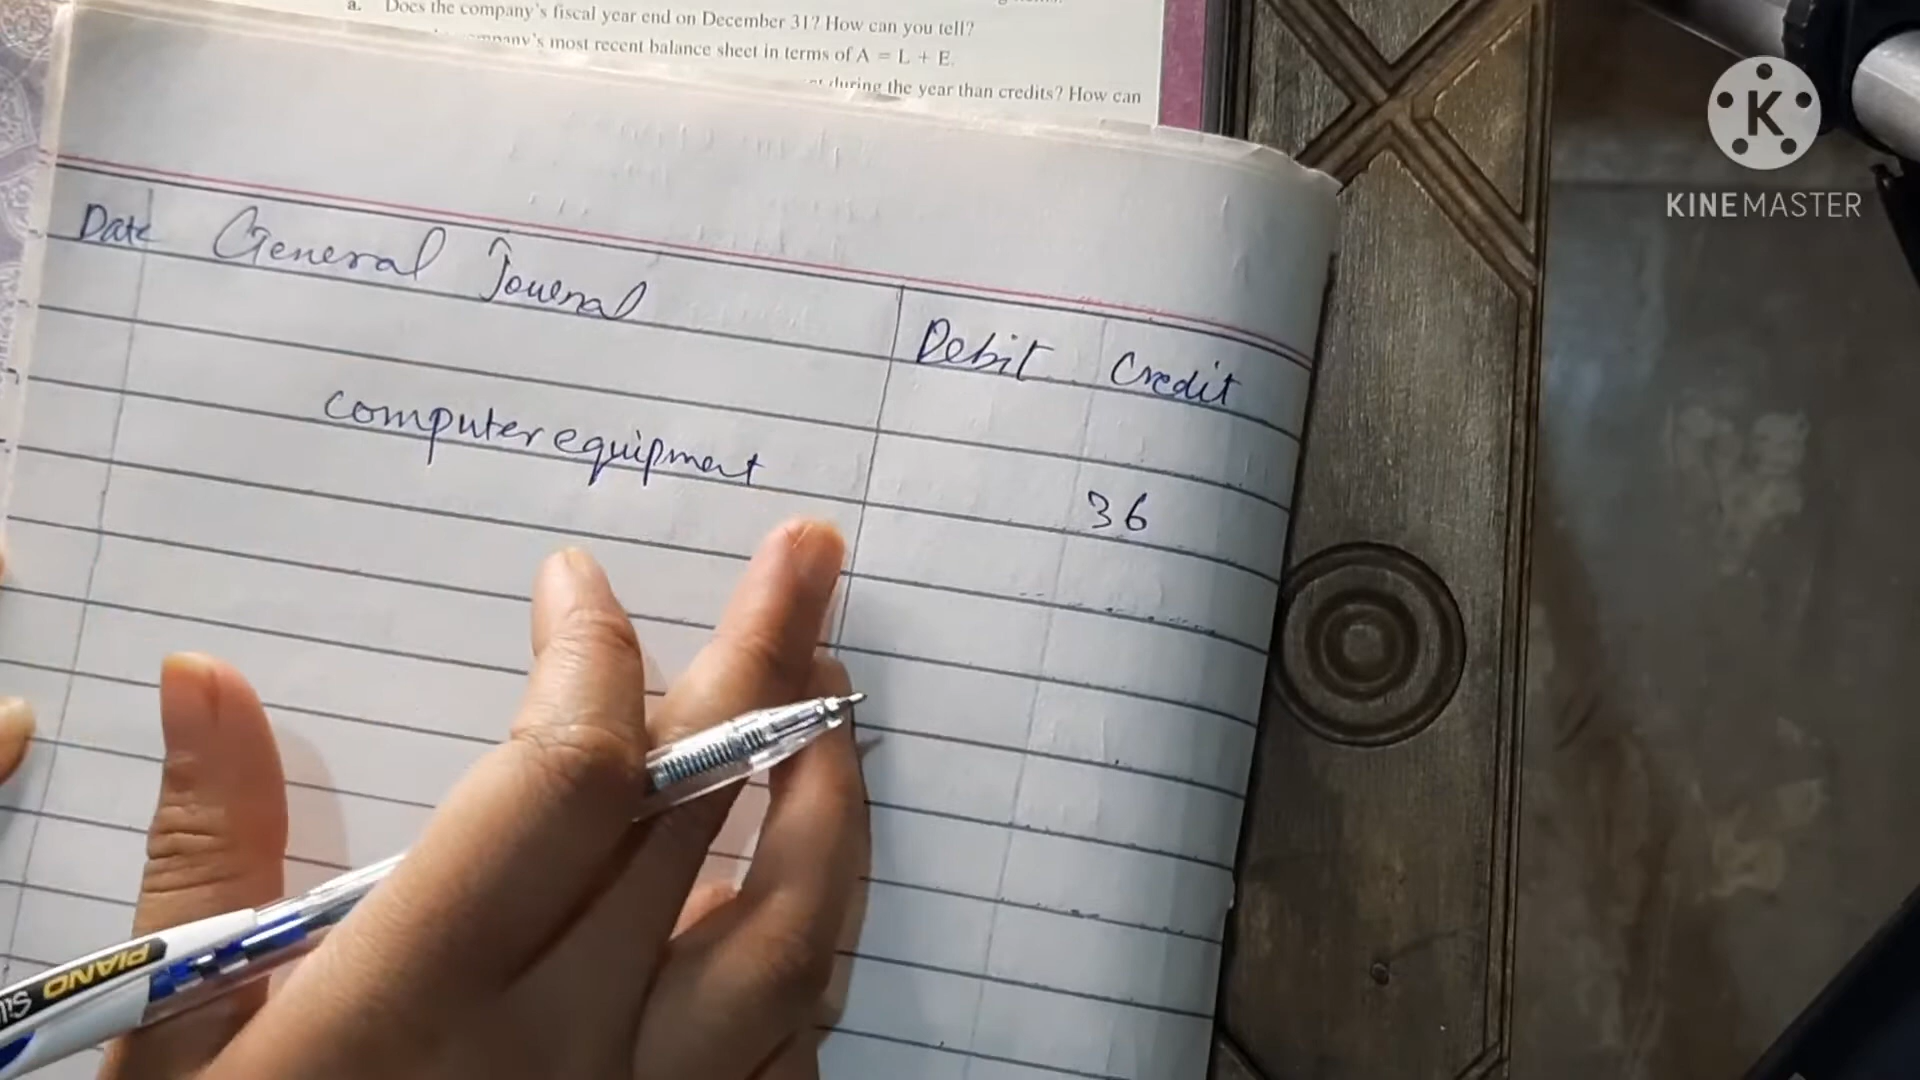 a. Does the company's fiscal year end on December 31? How can you tell?
most recent balance sheet in terms of A = L + E.
during the year than credits? How can
K
KINEMASTER
Date General Journal Debit Credit
computer equipment 36
PIANO